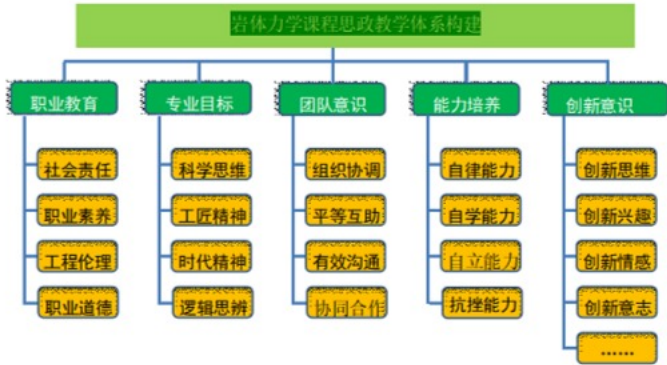 岩体力学课程思政教学体系构建
职业教育
专业目标
团队意识
能力培养
创新意识
社会责任
科学思维
组织协调
自律能力
创新思维
职业素养
工匠精神
平等互助
自学能力
创新兴趣
工程伦理
时代精神
有效沟通
自立能力
创新情感
职业道德
逻辑思辨
协同合作
抗挫能力
创新意志
……